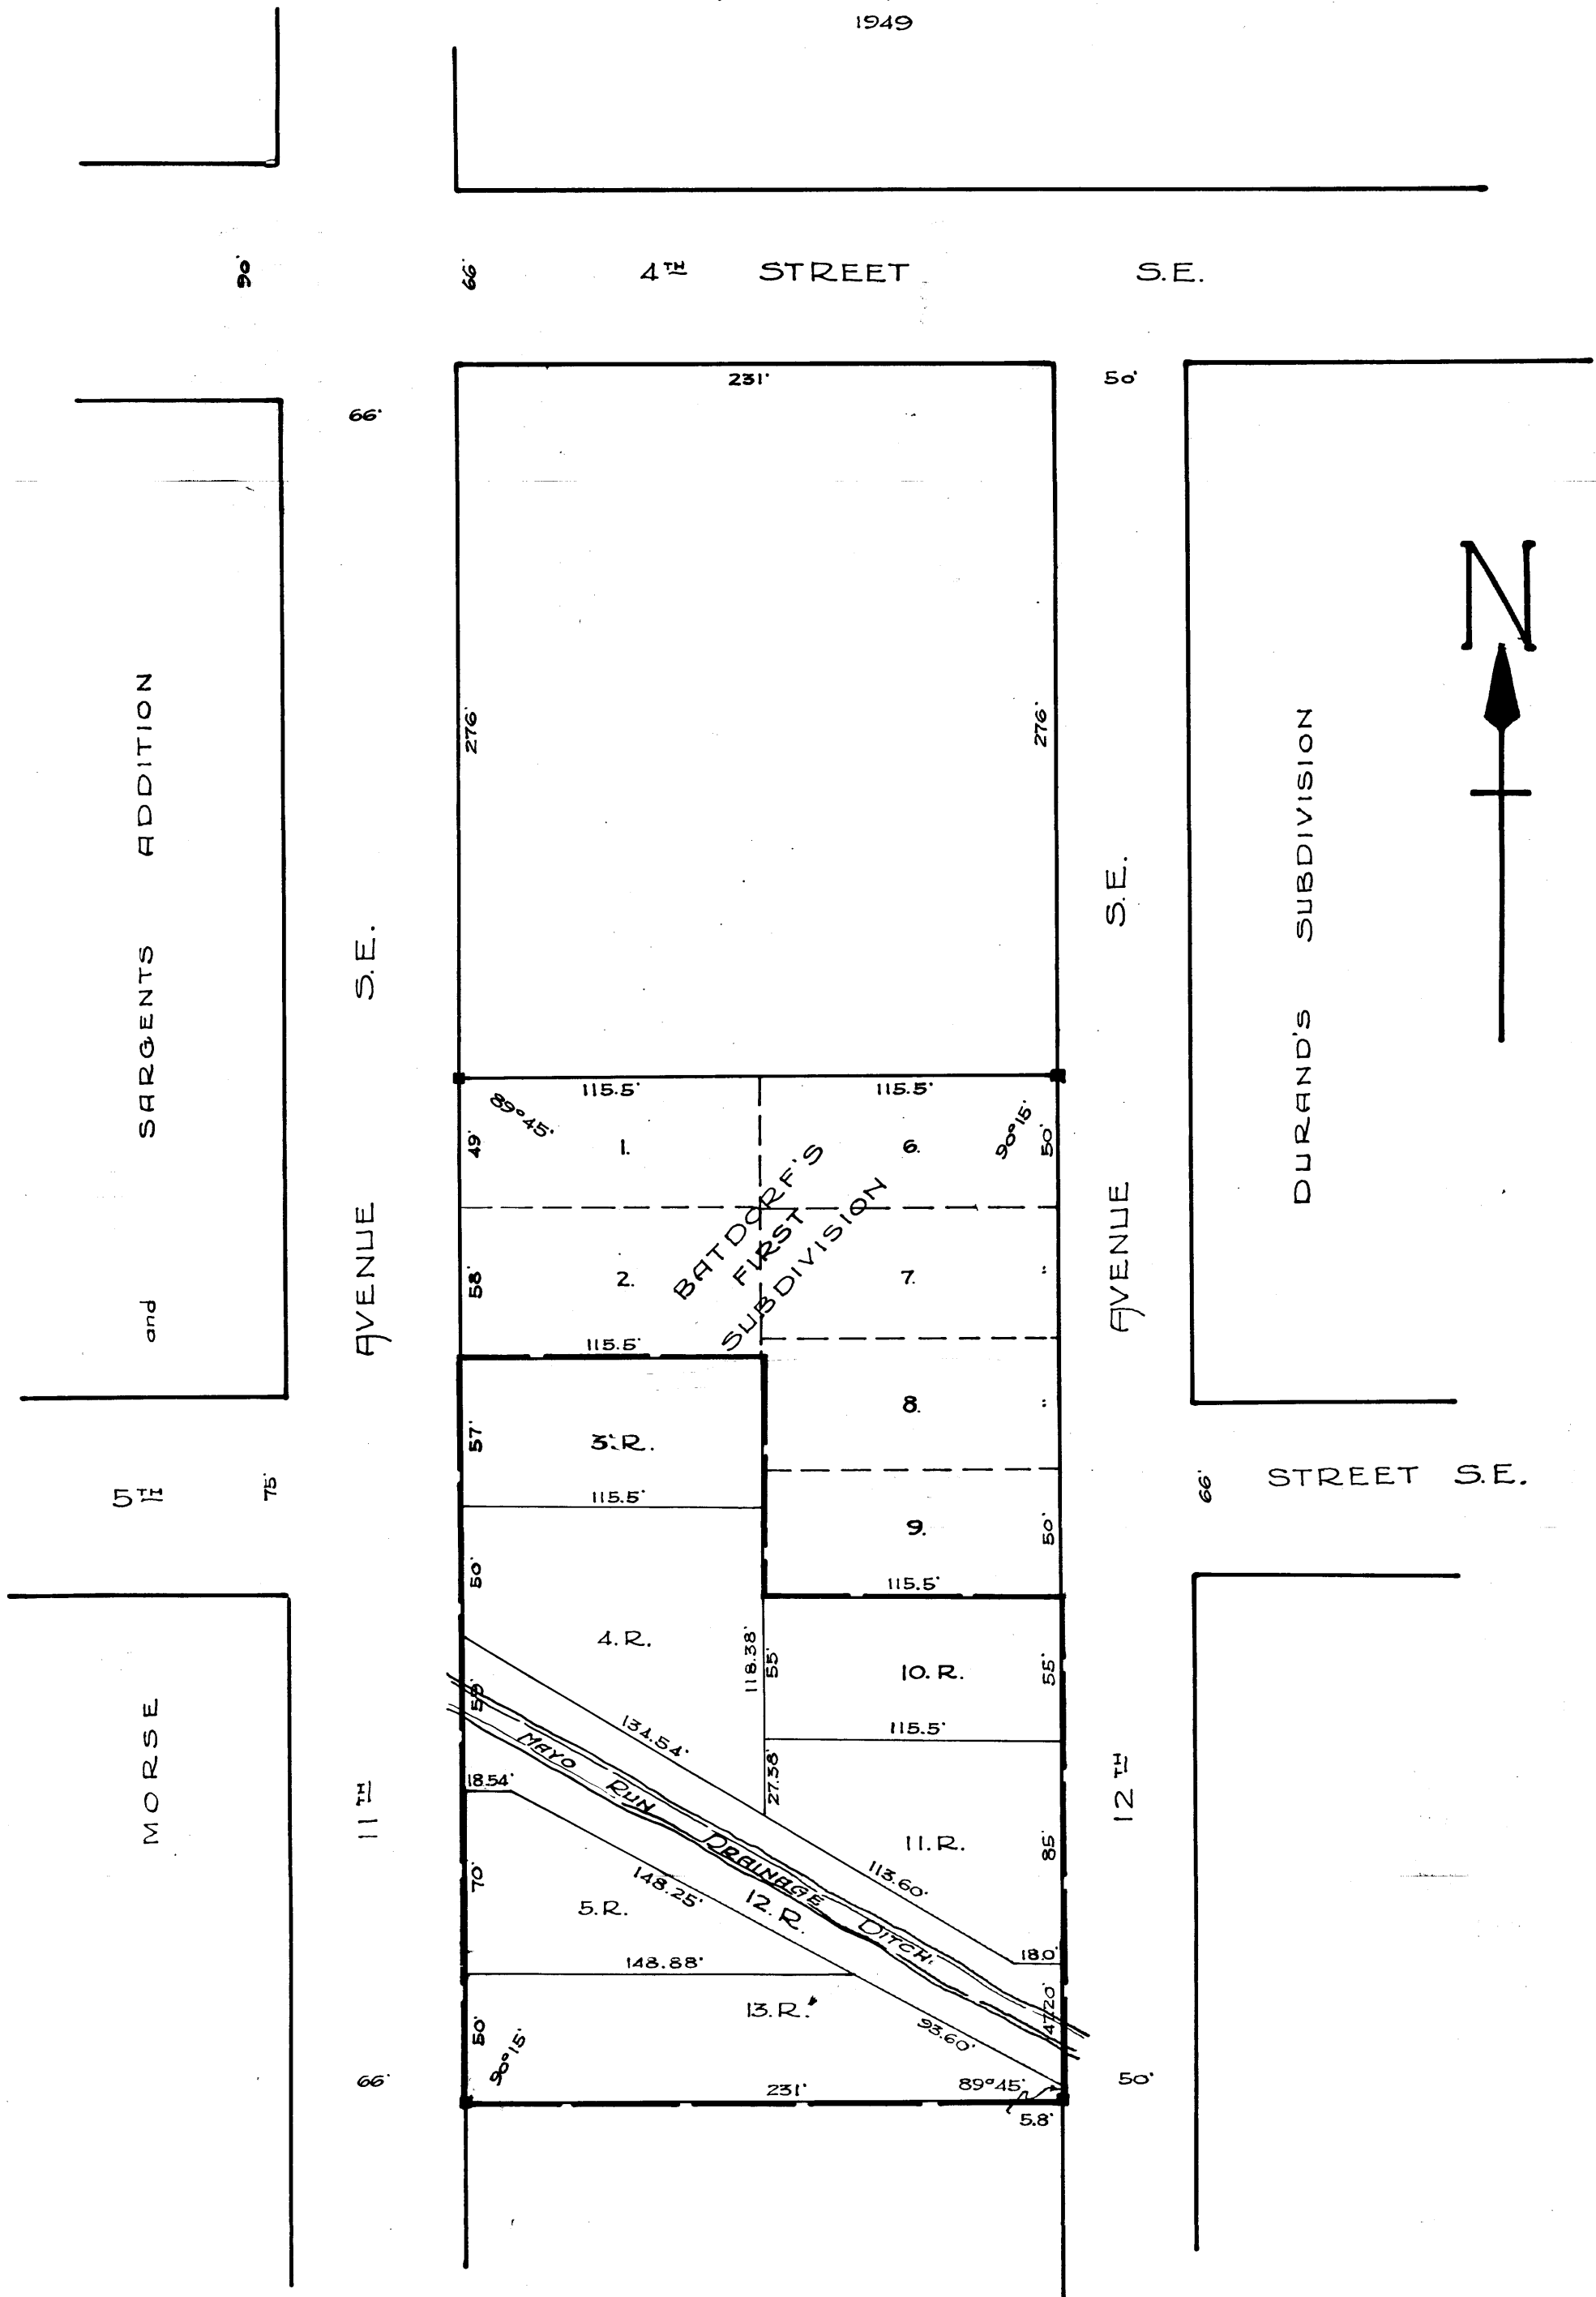 1949
90'
66'
4TH STREET S.E.
231'
50'
66'
276'
276'
N
SARGENTS ADDITION
and
MORSE
DURAND'S SUBDIVISION
11TH AVENUE S.E.
12TH AVENUE S.E.
115.5'
115.5'
89°45'
90°15'
49'
1.
6.
50'
BATDORF'S
FIRST
SUBDIVISION
58'
2.
7.
"
115.5'
8.
"
57'
3.R.
5TH
75'
66'
STREET S.E.
115.5'
9.
50'
50'
115.5'
4.R.
118.38'
55'
10.R.
55'
134.54'
115.5'
MAYO RUN DRAINAGE DITCH.
27.38'
18.54'
11.R.
85'
113.60'
70'
148.25'
12.R.
5.R.
18.0'
148.88'
13.R.
47.20'
50'
93.60'
90°15'
66'
231'
89°45'
50'
5.8'